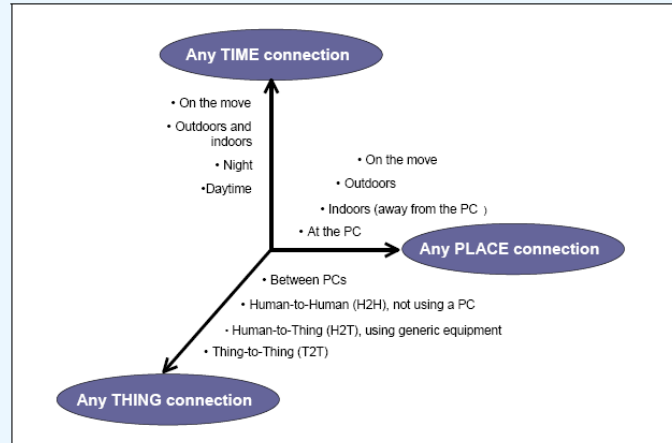 Any TIME connection
• On the move
• Outdoors and
indoors
• Night
•Daytime
• On the move
• Outdoors
• Indoors (away from the PC )
• At the PC
Any PLACE connection
• Between PCs
• Human-to-Human (H2H), not using a PC
• Human-to-Thing (H2T), using generic equipment
• Thing-to-Thing (T2T)
Any THING connection